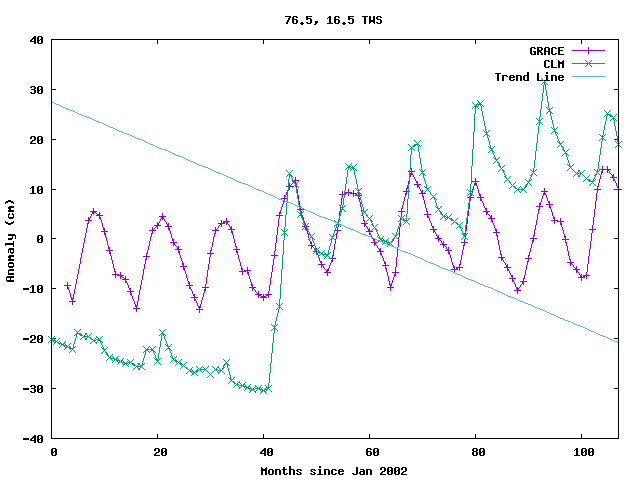 76.5, 16.5 TWS
GRACE
CLM
Trend Line
Anomaly (cm)
40
30
20
10
0
-10
-20
-30
-40
0 20 40 60 80 100
Months since Jan 2002